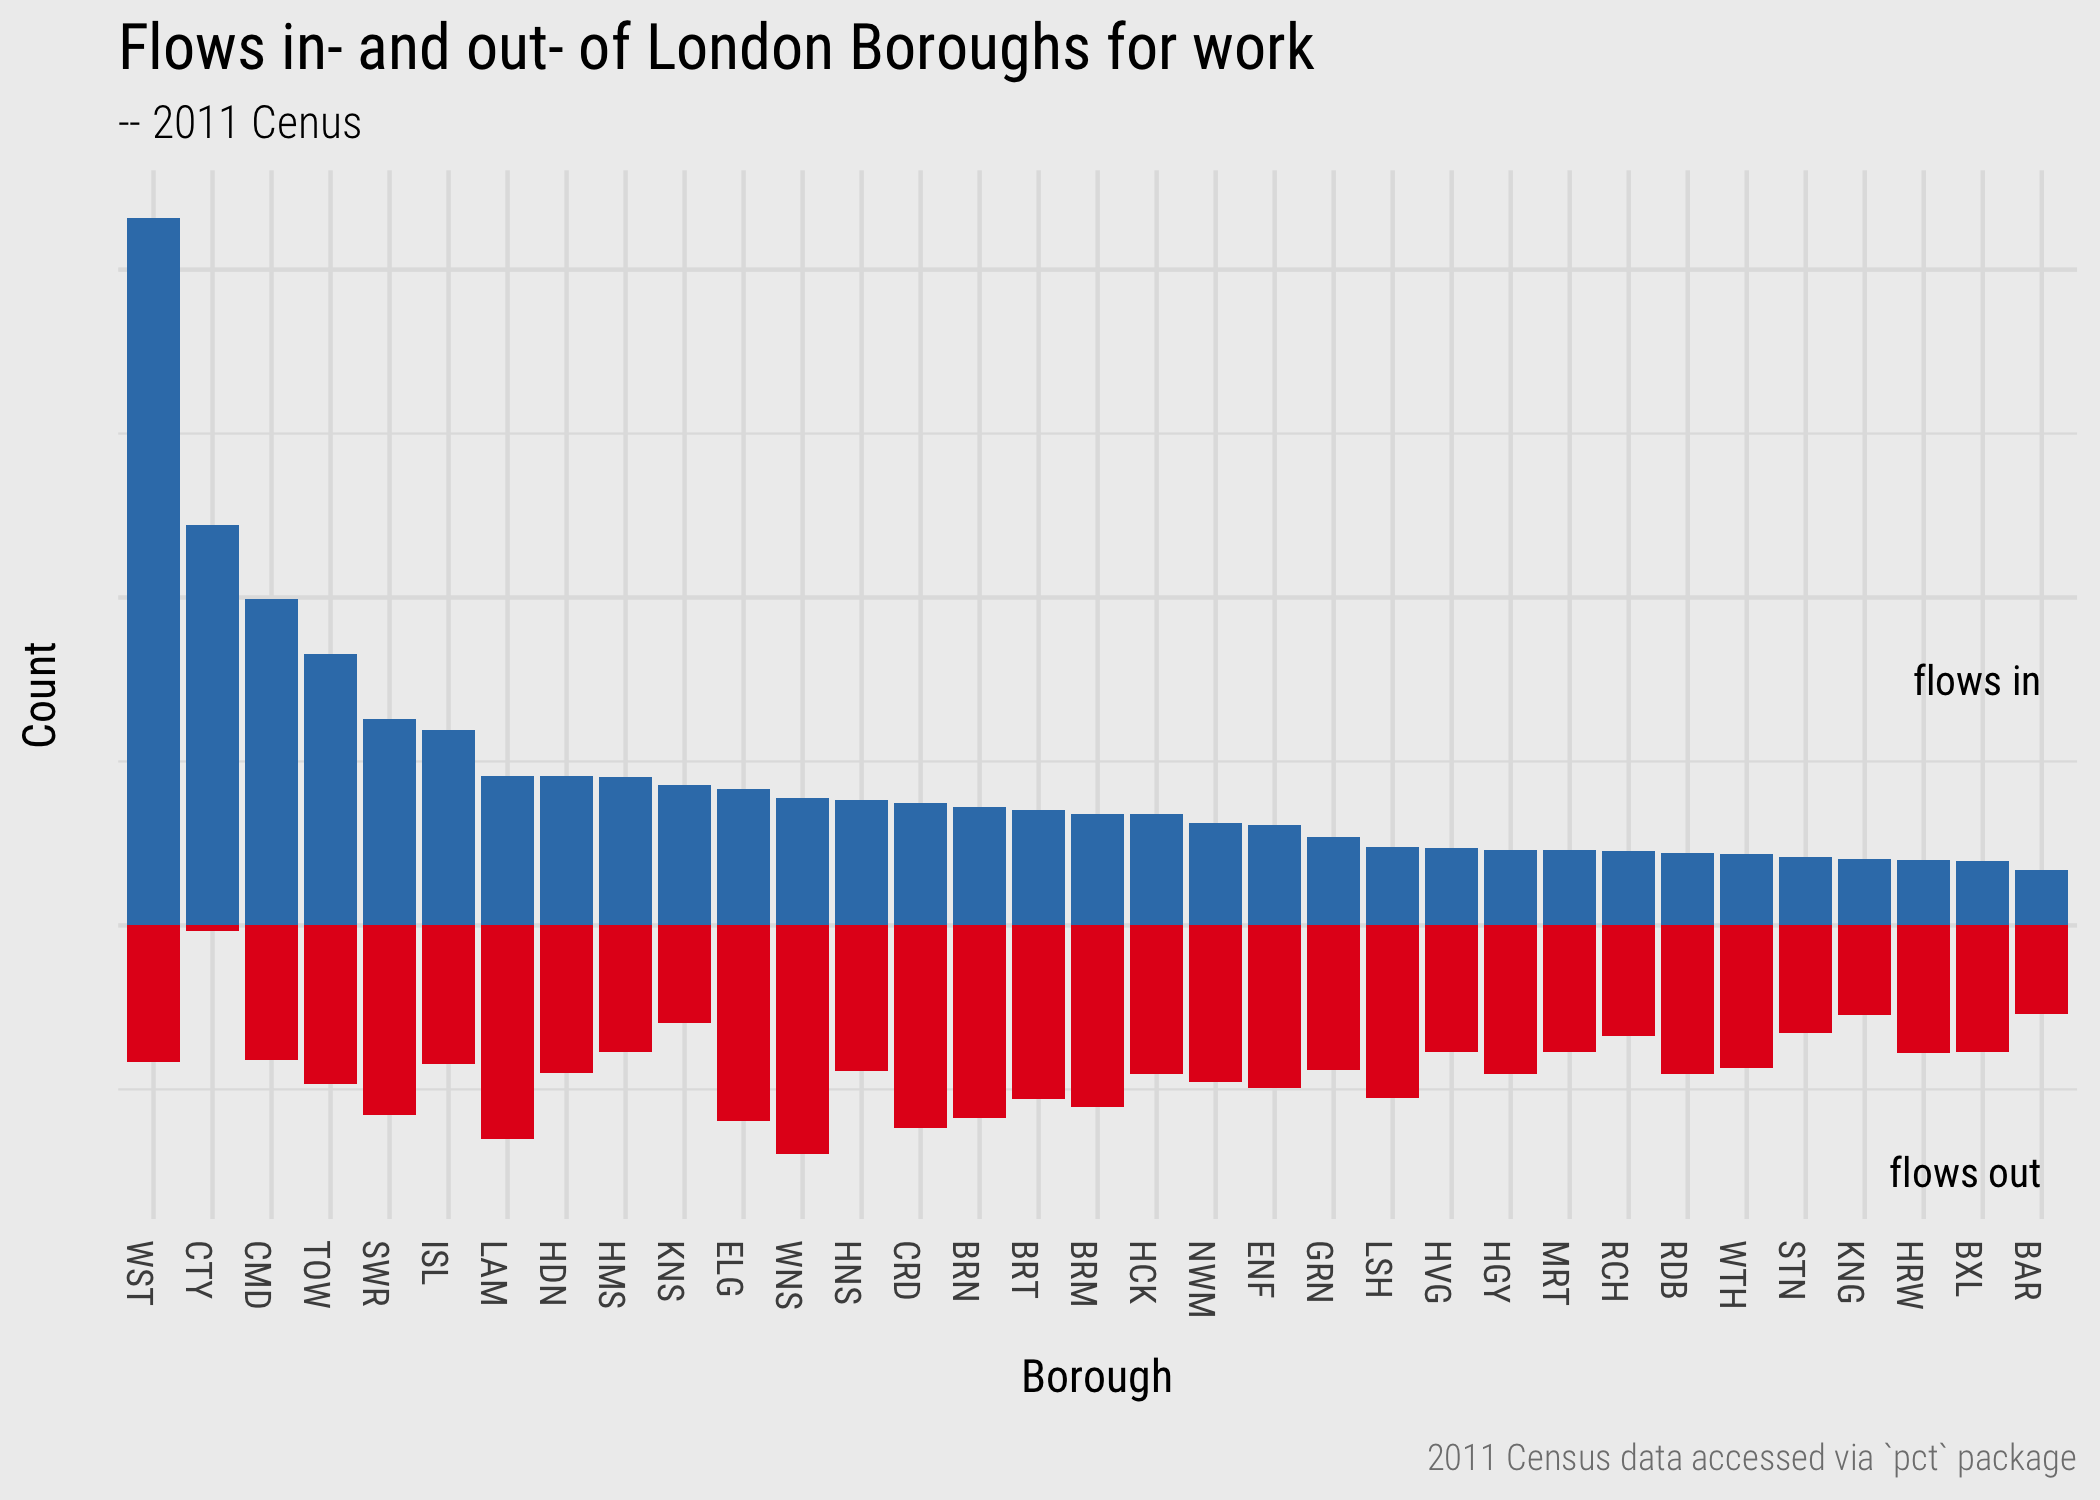 Flows in- and out- of London Boroughs for work
-- 2011 Cenus
Count
flows in
flows out
WST
CTY
CMD
TOW
SWR
ISL
LAM
HDN
HMS
KNS
ELG
WNS
HNS
CRD
BRN
BRT
BRM
HCK
NWM
ENF
GRN
LSH
HVG
HGY
MRT
RCH
RDB
WTH
STN
KNG
HRW
BXL
BAR
Borough
2011 Census data accessed via `pct` package